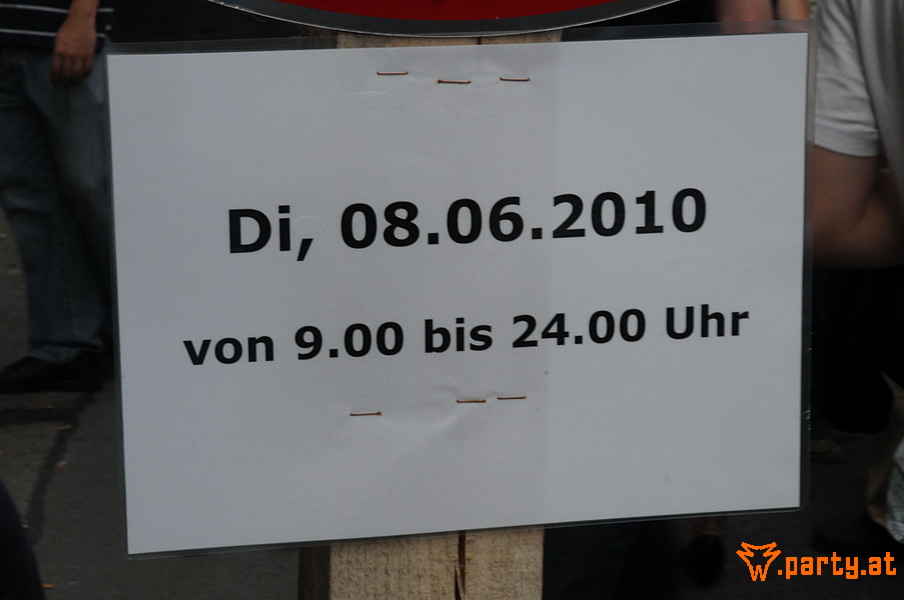 Di, 08.06.2010
von 9.00 bis 24.00 Uhr
w.party.at